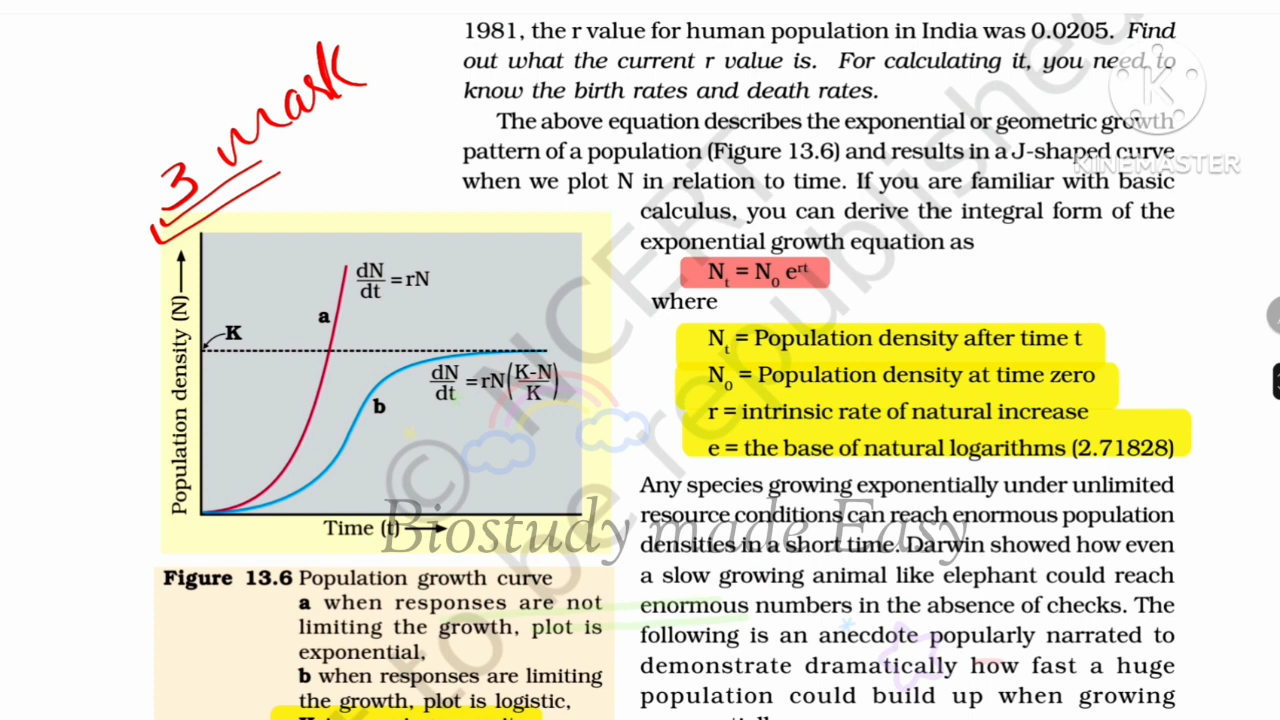 1981, the r value for human population in India was 0.0205. Find
out what the current r value is. For calculating it, you need to
know the birth rates and death rates.
The above equation describes the exponential or geometric growth
pattern of a population (Figure 13.6) and results in a J-shaped curve
when we plot N in relation to time. If you are familiar with basic
calculus, you can derive the integral form of the
exponential growth equation as
Nt = N0 e^rt
where
Nt = Population density after time t
N0 = Population density at time zero
r = intrinsic rate of natural increase
e = the base of natural logarithms (2.71828)
Any species growing exponentially under unlimited
resource conditions can reach enormous population
densities in a short time. Darwin showed how even
a slow growing animal like elephant could reach
enormous numbers in the absence of checks. The
following is an anecdote popularly narrated to
demonstrate dramatically how fast a huge
population could build up when growing
3 mask
Population density (N)
dN/dt = rN
a
K
dN/dt = rN(K-N/K)
b
Time (t)
Figure 13.6 Population growth curve
a when responses are not
limiting the growth, plot is
exponential,
b when responses are limiting
the growth, plot is logistic,
K
KINEMASTER
© NCERT
to be republished
Biostudy made Easy